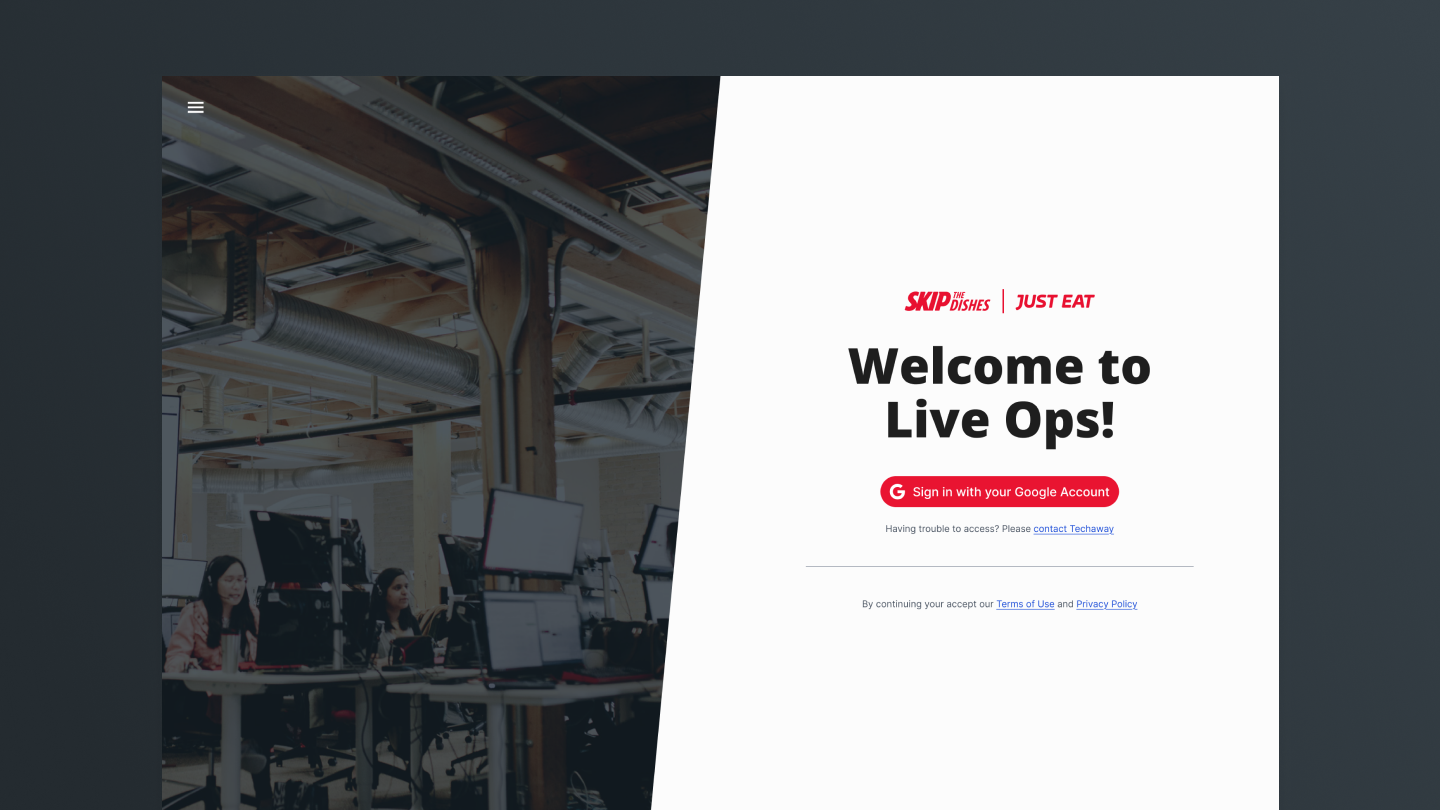 SKIP THE DISHES | JUST EAT
Welcome to
Live Ops!
Sign in with your Google Account
Having trouble to access? Please contact Techaway
By continuing your accept our Terms of Use and Privacy Policy